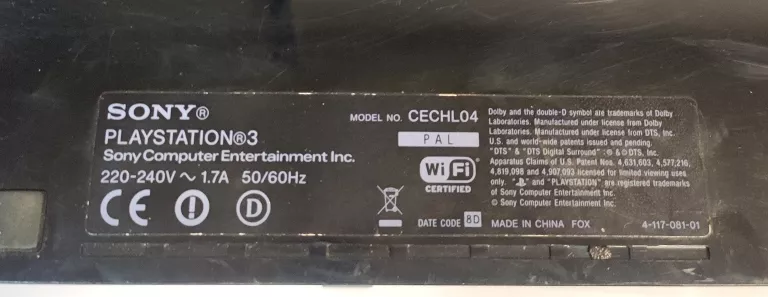 SONY®
PLAYSTATION®3
Sony Computer Entertainment Inc.
220-240V ~ 1.7A 50/60Hz
CE
D
MODEL NO. CECHL04
PAL
Wi Fi
CERTIFIED
DATE CODE 8D
MADE IN CHINA FOX
Dolby and the double-D symbol are trademarks of Dolby
Laboratories. Manufactured under license from Dolby
Laboratories. Manufactured under license from DTS, Inc.
U.S. and world-wide patents issued and pending.
"DTS" & "DTS Digital Surround" : ® & © DTS, Inc.
Apparatus Claims of U.S. Patent Nos. 4,631,603, 4,577,216,
4,819,098 and 4,907,093 licensed for limited viewing uses
only. " " and "PLAYSTATION" are registered trademarks
of Sony Computer Entertainment Inc.
© Sony Computer Entertainment Inc.
4-117-081-01